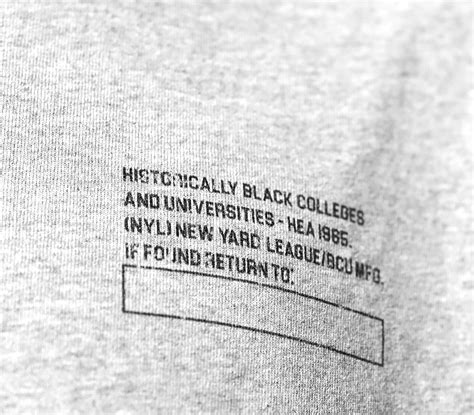 HISTORICALLY BLACK COLLEGES
AND UNIVERSITIES - HEA 1965.
(NYL) NEW YARD LEAGUE/BCU MFG.
IF FOUND RETURN TO: